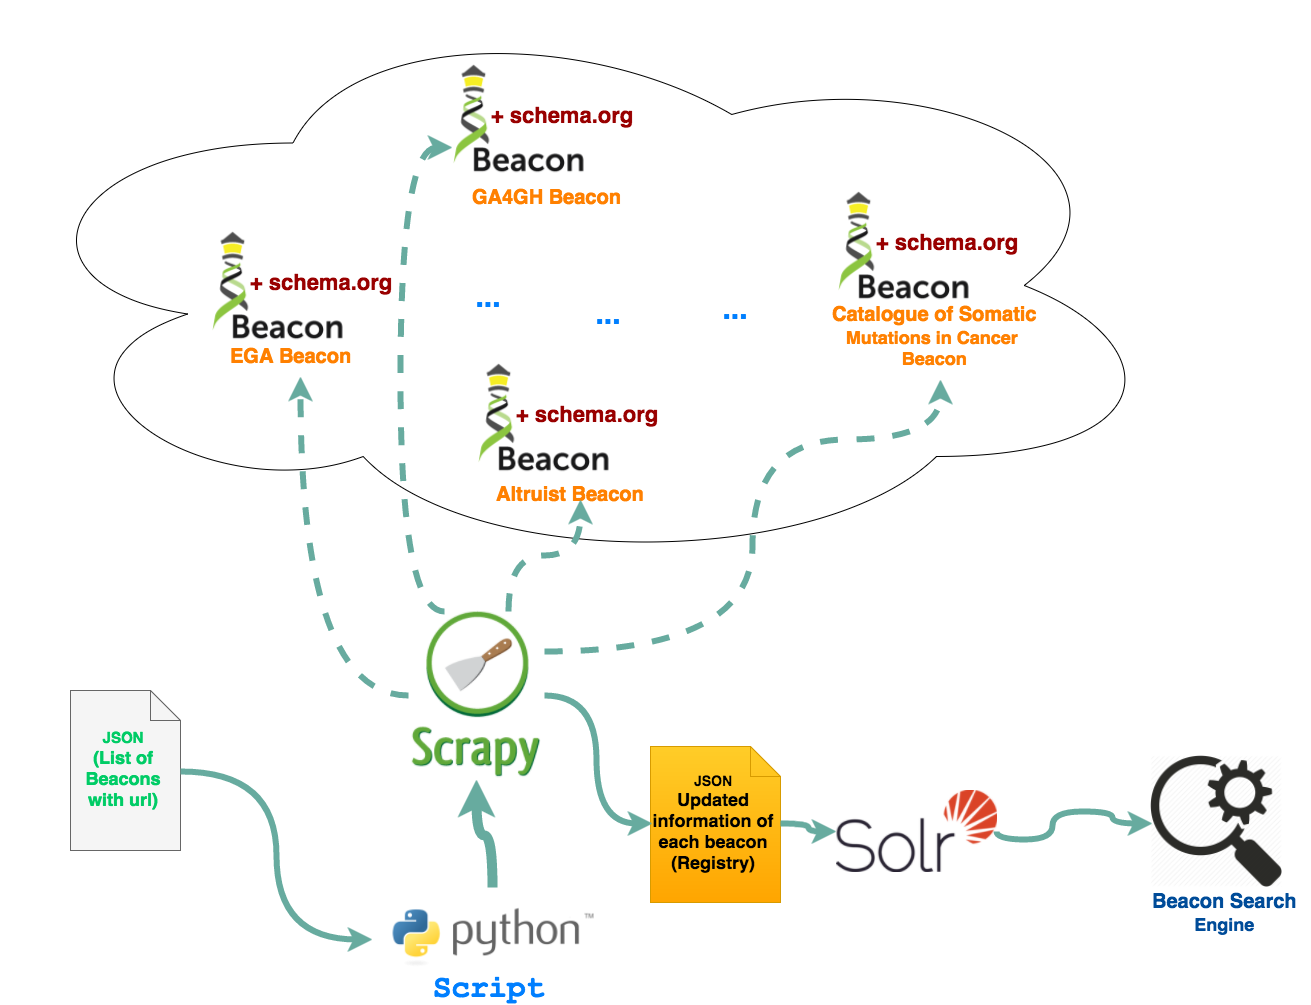 + schema.org
Beacon
GA4GH Beacon
+ schema.org
Beacon
Catalogue of Somatic
Mutations in Cancer
Beacon
+ schema.org
Beacon
EGA Beacon
...
...
...
+ schema.org
Beacon
Altruist Beacon
Scrapy
JSON
(List of
Beacons
with url)
JSON
Updated
information of
each beacon
(Registry)
Solr
Beacon Search
Engine
python™
Script